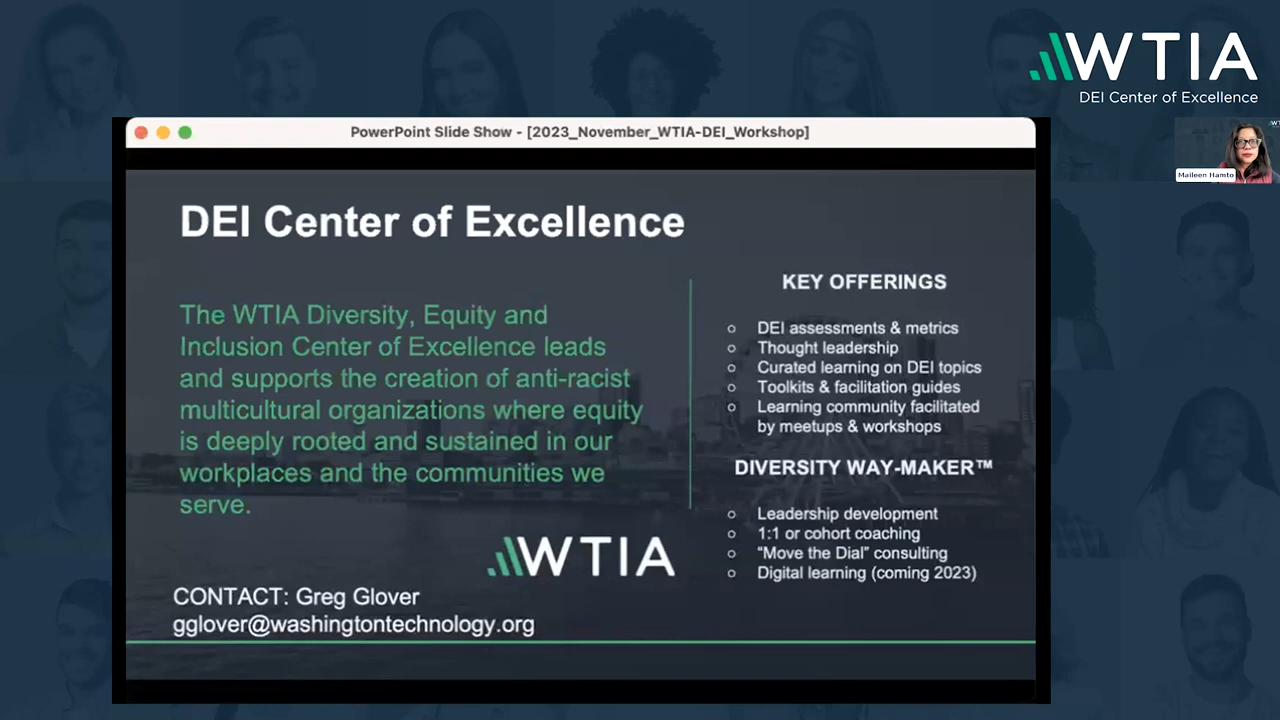 WTIA
DEI Center of Excellence
PowerPoint Slide Show - [2023_November_WTIA-DEI_Workshop]
WT
Maileen Hamto
DEI Center of Excellence
The WTIA Diversity, Equity and
Inclusion Center of Excellence leads
and supports the creation of anti-racist
multicultural organizations where equity
is deeply rooted and sustained in our
workplaces and the communities we
serve.
WTIA
CONTACT: Greg Glover
gglover@washingtontechnology.org
KEY OFFERINGS
DEI assessments & metrics
Thought leadership
Curated learning on DEI topics
Toolkits & facilitation guides
Learning community facilitated
by meetups & workshops
DIVERSITY WAY-MAKER™
Leadership development
1:1 or cohort coaching
“Move the Dial” consulting
Digital learning (coming 2023)